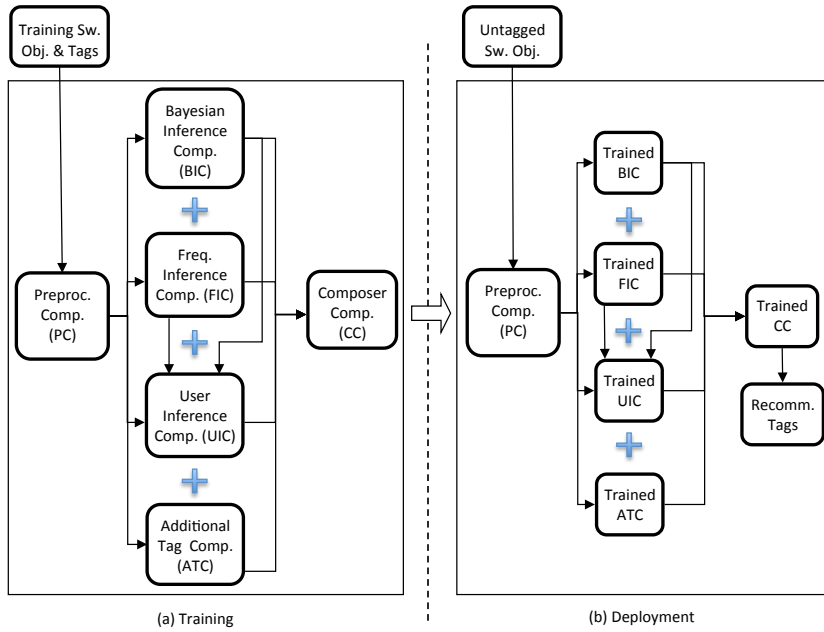 Training Sw.
Obj. & Tags
Bayesian
Inference
Comp.
(BIC)
Freq.
Inference
Comp. (FIC)
Preproc.
Comp.
(PC)
Composer
Comp.
(CC)
User
Inference
Comp. (UIC)
Additional
Tag Comp.
(ATC)
(a) Training
Untagged
Sw. Obj.
Trained
BIC
Trained
FIC
Preproc.
Comp.
(PC)
Trained
CC
Trained
UIC
Recomm.
Tags
Trained
ATC
(b) Deployment